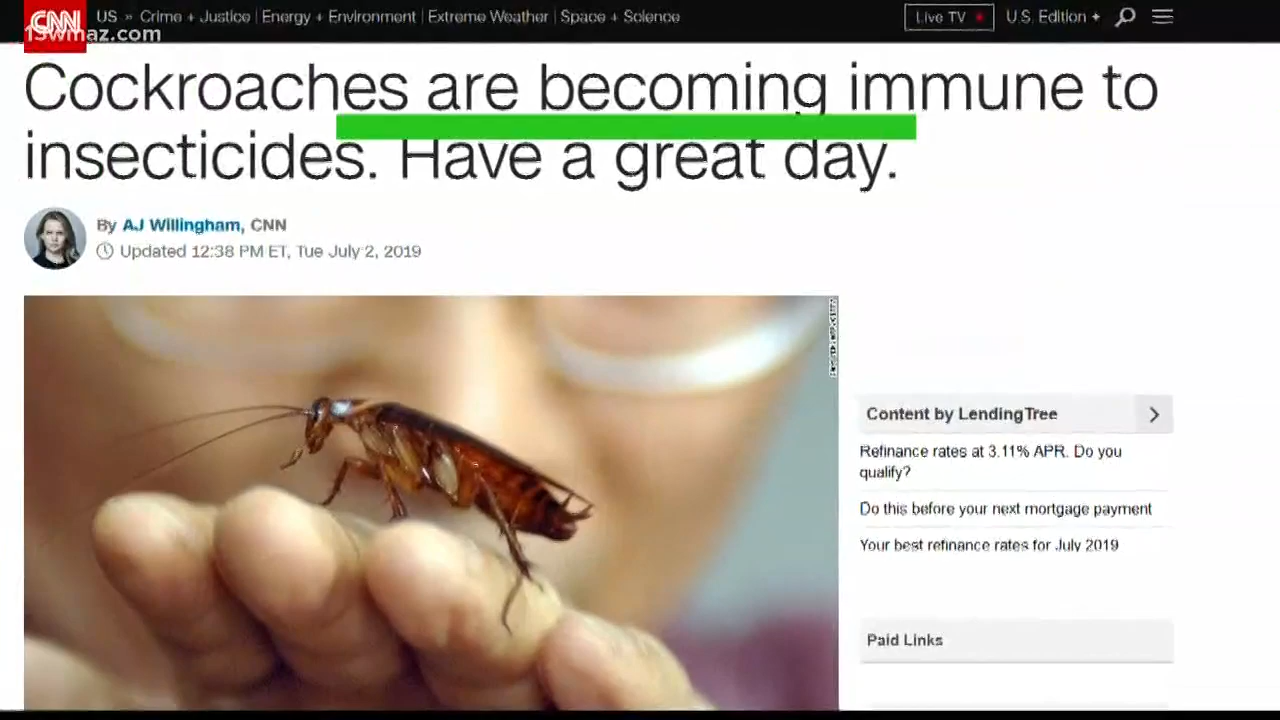 CNN
13wmaz.com
US » Crime + Justice | Energy + Environment | Extreme Weather | Space + Science
Live TV
U.S. Edition +
Cockroaches are becoming immune to
insecticides. Have a great day.
By AJ Willingham, CNN
Updated 12:38 PM ET, Tue July 2, 2019
Content by LendingTree
Refinance rates at 3.11% APR. Do you
qualify?
Do this before your next mortgage payment
Your best refinance rates for July 2019
Paid Links